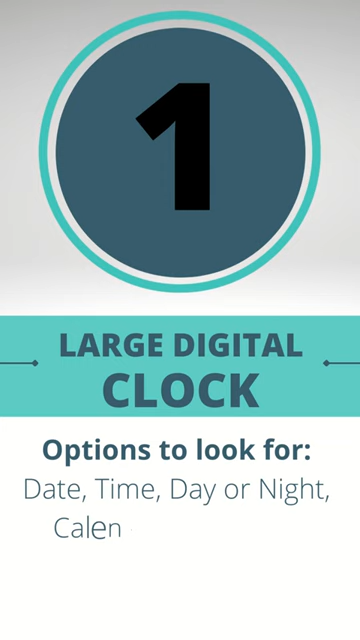 1
LARGE DIGITAL
CLOCK
Options to look for:
Date, Time, Day or Night,
Calen